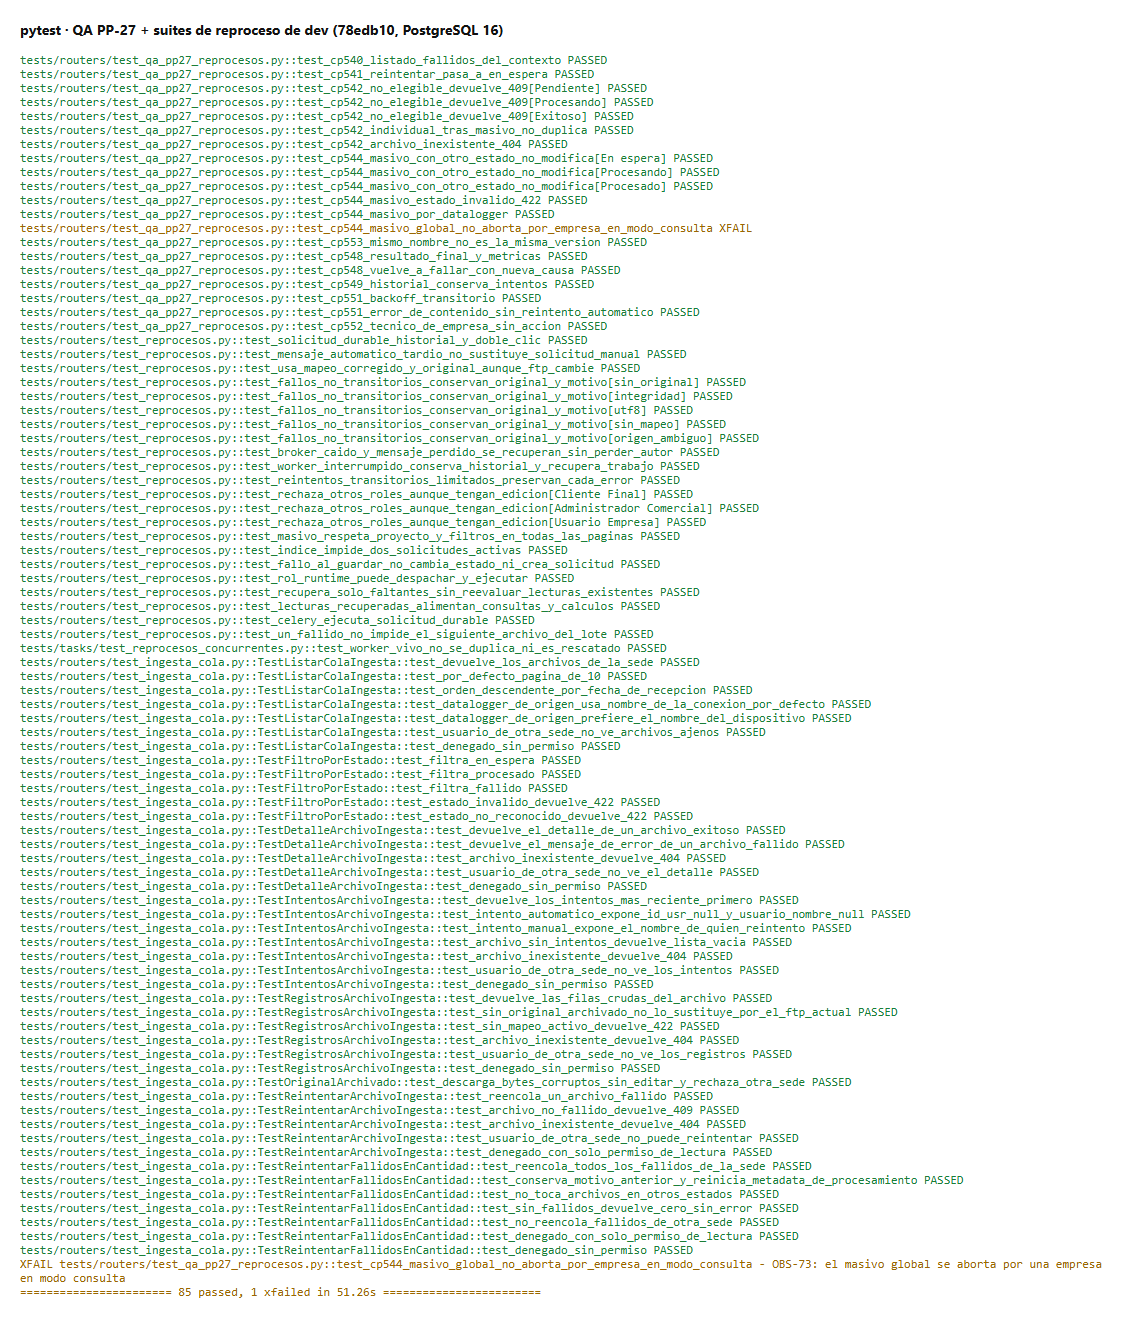 pytest · QA PP-27 + suites de reproceso de dev (78edb10, PostgreSQL 16)
tests/routers/test_qa_pp27_reprocesos.py::test_cp540_listado_fallidos_del_contexto PASSED
tests/routers/test_qa_pp27_reprocesos.py::test_cp541_reintentar_pasa_a_en_espera PASSED
tests/routers/test_qa_pp27_reprocesos.py::test_cp542_no_elegible_devuelve_409[Pendiente] PASSED
tests/routers/test_qa_pp27_reprocesos.py::test_cp542_no_elegible_devuelve_409[Procesando] PASSED
tests/routers/test_qa_pp27_reprocesos.py::test_cp542_no_elegible_devuelve_409[Exitoso] PASSED
tests/routers/test_qa_pp27_reprocesos.py::test_cp542_individual_tras_masivo_no_duplica PASSED
tests/routers/test_qa_pp27_reprocesos.py::test_cp542_archivo_inexistente_404 PASSED
tests/routers/test_qa_pp27_reprocesos.py::test_cp544_masivo_con_otro_estado_no_modifica[En espera] PASSED
tests/routers/test_qa_pp27_reprocesos.py::test_cp544_masivo_con_otro_estado_no_modifica[Procesando] PASSED
tests/routers/test_qa_pp27_reprocesos.py::test_cp544_masivo_con_otro_estado_no_modifica[Procesado] PASSED
tests/routers/test_qa_pp27_reprocesos.py::test_cp544_masivo_estado_invalido_422 PASSED
tests/routers/test_qa_pp27_reprocesos.py::test_cp544_masivo_por_datalogger PASSED
tests/routers/test_qa_pp27_reprocesos.py::test_cp544_masivo_global_no_aborta_por_empresa_en_modo_consulta XFAIL
tests/routers/test_qa_pp27_reprocesos.py::test_cp553_mismo_nombre_no_es_la_misma_version PASSED
tests/routers/test_qa_pp27_reprocesos.py::test_cp548_resultado_final_y_metricas PASSED
tests/routers/test_qa_pp27_reprocesos.py::test_cp548_vuelve_a_fallar_con_nueva_causa PASSED
tests/routers/test_qa_pp27_reprocesos.py::test_cp549_historial_conserva_intentos PASSED
tests/routers/test_qa_pp27_reprocesos.py::test_cp551_backoff_transitorio PASSED
tests/routers/test_qa_pp27_reprocesos.py::test_cp551_error_de_contenido_sin_reintento_automatico PASSED
tests/routers/test_qa_pp27_reprocesos.py::test_cp552_tecnico_de_empresa_sin_accion PASSED
tests/routers/test_reprocesos.py::test_solicitud_durable_historial_y_doble_clic PASSED
tests/routers/test_reprocesos.py::test_mensaje_automatico_tardio_no_sustituye_solicitud_manual PASSED
tests/routers/test_reprocesos.py::test_usa_mapeo_corregido_y_original_aunque_ftp_cambie PASSED
tests/routers/test_reprocesos.py::test_fallos_no_transitorios_conservan_original_y_motivo[sin_original] PASSED
tests/routers/test_reprocesos.py::test_fallos_no_transitorios_conservan_original_y_motivo[integridad] PASSED
tests/routers/test_reprocesos.py::test_fallos_no_transitorios_conservan_original_y_motivo[utf8] PASSED
tests/routers/test_reprocesos.py::test_fallos_no_transitorios_conservan_original_y_motivo[sin_mapeo] PASSED
tests/routers/test_reprocesos.py::test_fallos_no_transitorios_conservan_original_y_motivo[origen_ambiguo] PASSED
tests/routers/test_reprocesos.py::test_broker_caido_y_mensaje_perdido_se_recuperan_sin_perder_autor PASSED
tests/routers/test_reprocesos.py::test_worker_interrumpido_conserva_historial_y_recupera_trabajo PASSED
tests/routers/test_reprocesos.py::test_reintentos_transitorios_limitados_preservan_cada_error PASSED
tests/routers/test_reprocesos.py::test_rechaza_otros_roles_aunque_tengan_edicion[Cliente Final] PASSED
tests/routers/test_reprocesos.py::test_rechaza_otros_roles_aunque_tengan_edicion[Administrador Comercial] PASSED
tests/routers/test_reprocesos.py::test_rechaza_otros_roles_aunque_tengan_edicion[Usuario Empresa] PASSED
tests/routers/test_reprocesos.py::test_masivo_respeta_proyecto_y_filtros_en_todas_las_paginas PASSED
tests/routers/test_reprocesos.py::test_indice_impide_dos_solicitudes_activas PASSED
tests/routers/test_reprocesos.py::test_fallo_al_guardar_no_cambia_estado_ni_crea_solicitud PASSED
tests/routers/test_reprocesos.py::test_rol_runtime_puede_despachar_y_ejecutar PASSED
tests/routers/test_reprocesos.py::test_recupera_solo_faltantes_sin_reevaluar_lecturas_existentes PASSED
tests/routers/test_reprocesos.py::test_lecturas_recuperadas_alimentan_consultas_y_calculos PASSED
tests/routers/test_reprocesos.py::test_celery_ejecuta_solicitud_durable PASSED
tests/routers/test_reprocesos.py::test_un_fallido_no_impide_el_siguiente_archivo_del_lote PASSED
tests/tasks/test_reprocesos_concurrentes.py::test_worker_vivo_no_se_duplica_ni_es_rescatado PASSED
tests/routers/test_ingesta_cola.py::TestListarColaIngesta::test_devuelve_los_archivos_de_la_sede PASSED
tests/routers/test_ingesta_cola.py::TestListarColaIngesta::test_por_defecto_pagina_de_10 PASSED
tests/routers/test_ingesta_cola.py::TestListarColaIngesta::test_orden_descendente_por_fecha_de_recepcion PASSED
tests/routers/test_ingesta_cola.py::TestListarColaIngesta::test_datalogger_de_origen_usa_nombre_de_la_conexion_por_defecto PASSED
tests/routers/test_ingesta_cola.py::TestListarColaIngesta::test_datalogger_de_origen_prefiere_el_nombre_del_dispositivo PASSED
tests/routers/test_ingesta_cola.py::TestListarColaIngesta::test_usuario_de_otra_sede_no_ve_archivos_ajenos PASSED
tests/routers/test_ingesta_cola.py::TestListarColaIngesta::test_denegado_sin_permiso PASSED
tests/routers/test_ingesta_cola.py::TestFiltroPorEstado::test_filtra_en_espera PASSED
tests/routers/test_ingesta_cola.py::TestFiltroPorEstado::test_filtra_procesado PASSED
tests/routers/test_ingesta_cola.py::TestFiltroPorEstado::test_filtra_fallido PASSED
tests/routers/test_ingesta_cola.py::TestFiltroPorEstado::test_estado_invalido_devuelve_422 PASSED
tests/routers/test_ingesta_cola.py::TestFiltroPorEstado::test_estado_no_reconocido_devuelve_422 PASSED
tests/routers/test_ingesta_cola.py::TestDetalleArchivoIngesta::test_devuelve_el_detalle_de_un_archivo_exitoso PASSED
tests/routers/test_ingesta_cola.py::TestDetalleArchivoIngesta::test_devuelve_el_mensaje_de_error_de_un_archivo_fallido PASSED
tests/routers/test_ingesta_cola.py::TestDetalleArchivoIngesta::test_archivo_inexistente_devuelve_404 PASSED
tests/routers/test_ingesta_cola.py::TestDetalleArchivoIngesta::test_usuario_de_otra_sede_no_ve_el_detalle PASSED
tests/routers/test_ingesta_cola.py::TestDetalleArchivoIngesta::test_denegado_sin_permiso PASSED
tests/routers/test_ingesta_cola.py::TestIntentosArchivoIngesta::test_devuelve_los_intentos_mas_reciente_primero PASSED
tests/routers/test_ingesta_cola.py::TestIntentosArchivoIngesta::test_intento_automatico_expone_id_usr_null_y_usuario_nombre_null PASSED
tests/routers/test_ingesta_cola.py::TestIntentosArchivoIngesta::test_intento_manual_expone_el_nombre_de_quien_reintento PASSED
tests/routers/test_ingesta_cola.py::TestIntentosArchivoIngesta::test_archivo_sin_intentos_devuelve_lista_vacia PASSED
tests/routers/test_ingesta_cola.py::TestIntentosArchivoIngesta::test_archivo_inexistente_devuelve_404 PASSED
tests/routers/test_ingesta_cola.py::TestIntentosArchivoIngesta::test_usuario_de_otra_sede_no_ve_los_intentos PASSED
tests/routers/test_ingesta_cola.py::TestIntentosArchivoIngesta::test_denegado_sin_permiso PASSED
tests/routers/test_ingesta_cola.py::TestRegistrosArchivoIngesta::test_devuelve_las_filas_crudas_del_archivo PASSED
tests/routers/test_ingesta_cola.py::TestRegistrosArchivoIngesta::test_sin_original_archivado_no_lo_sustituye_por_el_ftp_actual PASSED
tests/routers/test_ingesta_cola.py::TestRegistrosArchivoIngesta::test_sin_mapeo_activo_devuelve_422 PASSED
tests/routers/test_ingesta_cola.py::TestRegistrosArchivoIngesta::test_archivo_inexistente_devuelve_404 PASSED
tests/routers/test_ingesta_cola.py::TestRegistrosArchivoIngesta::test_usuario_de_otra_sede_no_ve_los_registros PASSED
tests/routers/test_ingesta_cola.py::TestRegistrosArchivoIngesta::test_denegado_sin_permiso PASSED
tests/routers/test_ingesta_cola.py::TestOriginalArchivado::test_descarga_bytes_corruptos_sin_editar_y_rechaza_otra_sede PASSED
tests/routers/test_ingesta_cola.py::TestReintentarArchivoIngesta::test_reencola_un_archivo_fallido PASSED
tests/routers/test_ingesta_cola.py::TestReintentarArchivoIngesta::test_archivo_no_fallido_devuelve_409 PASSED
tests/routers/test_ingesta_cola.py::TestReintentarArchivoIngesta::test_archivo_inexistente_devuelve_404 PASSED
tests/routers/test_ingesta_cola.py::TestReintentarArchivoIngesta::test_usuario_de_otra_sede_no_puede_reintentar PASSED
tests/routers/test_ingesta_cola.py::TestReintentarArchivoIngesta::test_denegado_con_solo_permiso_de_lectura PASSED
tests/routers/test_ingesta_cola.py::TestReintentarFallidosEnCantidad::test_reencola_todos_los_fallidos_de_la_sede PASSED
tests/routers/test_ingesta_cola.py::TestReintentarFallidosEnCantidad::test_conserva_motivo_anterior_y_reinicia_metadata_de_procesamiento PASSED
tests/routers/test_ingesta_cola.py::TestReintentarFallidosEnCantidad::test_no_toca_archivos_en_otros_estados PASSED
tests/routers/test_ingesta_cola.py::TestReintentarFallidosEnCantidad::test_sin_fallidos_devuelve_cero_sin_error PASSED
tests/routers/test_ingesta_cola.py::TestReintentarFallidosEnCantidad::test_no_reencola_fallidos_de_otra_sede PASSED
tests/routers/test_ingesta_cola.py::TestReintentarFallidosEnCantidad::test_denegado_con_solo_permiso_de_lectura PASSED
tests/routers/test_ingesta_cola.py::TestReintentarFallidosEnCantidad::test_denegado_sin_permiso PASSED
XFAIL tests/routers/test_qa_pp27_reprocesos.py::test_cp544_masivo_global_no_aborta_por_empresa_en_modo_consulta - OBS-73: el masivo global se aborta por una empresa
en modo consulta
======================= 85 passed, 1 xfailed in 51.26s ========================